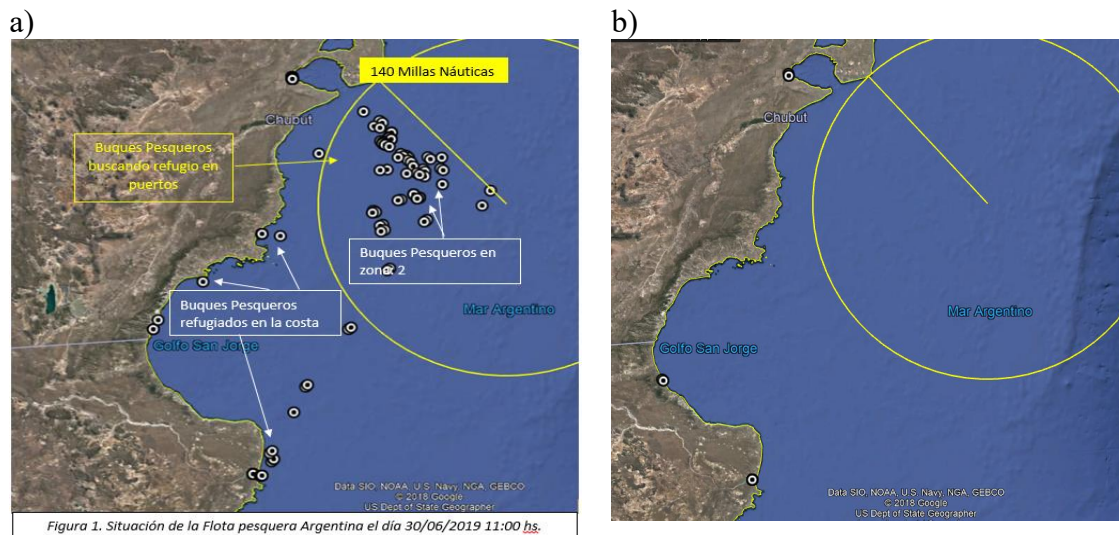 a)
b)
140 Millas Náuticas
Chubut
Buques Pesqueros
buscando refugio en
puertos
Buques Pesqueros en
zona 2
Buques Pesqueros
refugiados en la costa
Mar Argentino
Golfo San Jorge
Data SIO, NOAA, U.S. Navy, NGA, GEBCO
© 2018 Google
US Dept of State Geographer
Figura 1. Situación de la Flota pesquera Argentina el día 30/06/2019 11:00 hs.
Chubut
Mar Argentino
Golfo San Jorge
Data SIO, NOAA, U.S. Navy, NGA, GEBCO
© 2018 Google
US Dept of State Geographer